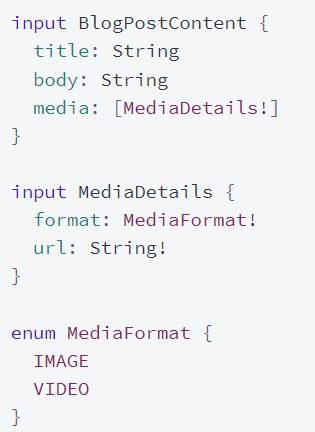 input BlogPostContent {
  title: String
  body: String
  media: [MediaDetails!]
}

input MediaDetails {
  format: MediaFormat!
  url: String!
}

enum MediaFormat {
  IMAGE
  VIDEO
}